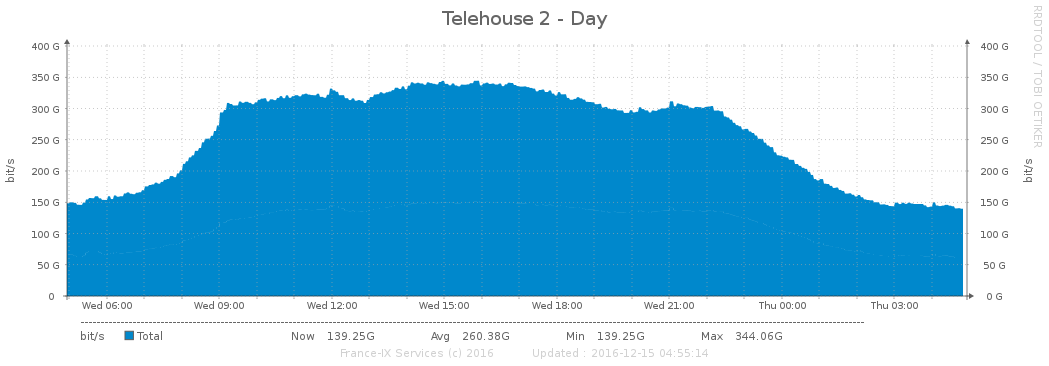 Telehouse 2 - Day
RRDTOOL / TOBI OETIKER
bit/s
bit/s
400 G 400 G
350 G 350 G
300 G 300 G
250 G 250 G
200 G 200 G
150 G 150 G
100 G 100 G
50 G 50 G
0 0 G
Wed 06:00 Wed 09:00 Wed 12:00 Wed 15:00 Wed 18:00 Wed 21:00 Thu 00:00 Thu 03:00
bit/s Total Now 139.25G Avg 260.38G Min 139.25G Max 344.06G
France-IX Services (c) 2016 Updated : 2016-12-15 04:55:14